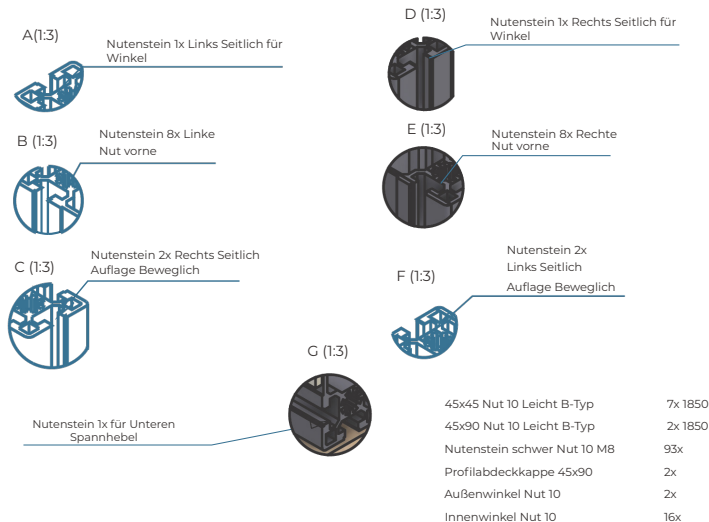 A(1:3)
Nutenstein 1x Links Seitlich für
Winkel
B (1:3)
Nutenstein 8x Linke
Nut vorne
C (1:3)
Nutenstein 2x Rechts Seitlich
Auflage Beweglich
D (1:3)
Nutenstein 1x Rechts Seitlich für
Winkel
E (1:3)
Nutenstein 8x Rechte
Nut vorne
F (1:3)
Nutenstein 2x
Links Seitlich
Auflage Beweglich
G (1:3)
Nutenstein 1x für Unteren
Spannhebel
45x45 Nut 10 Leicht B-Typ 7x 1850
45x90 Nut 10 Leicht B-Typ 2x 1850
Nutenstein schwer Nut 10 M8 93x
Profilabdeckkappe 45x90 2x
Außenwinkel Nut 10 2x
Innenwinkel Nut 10 16x